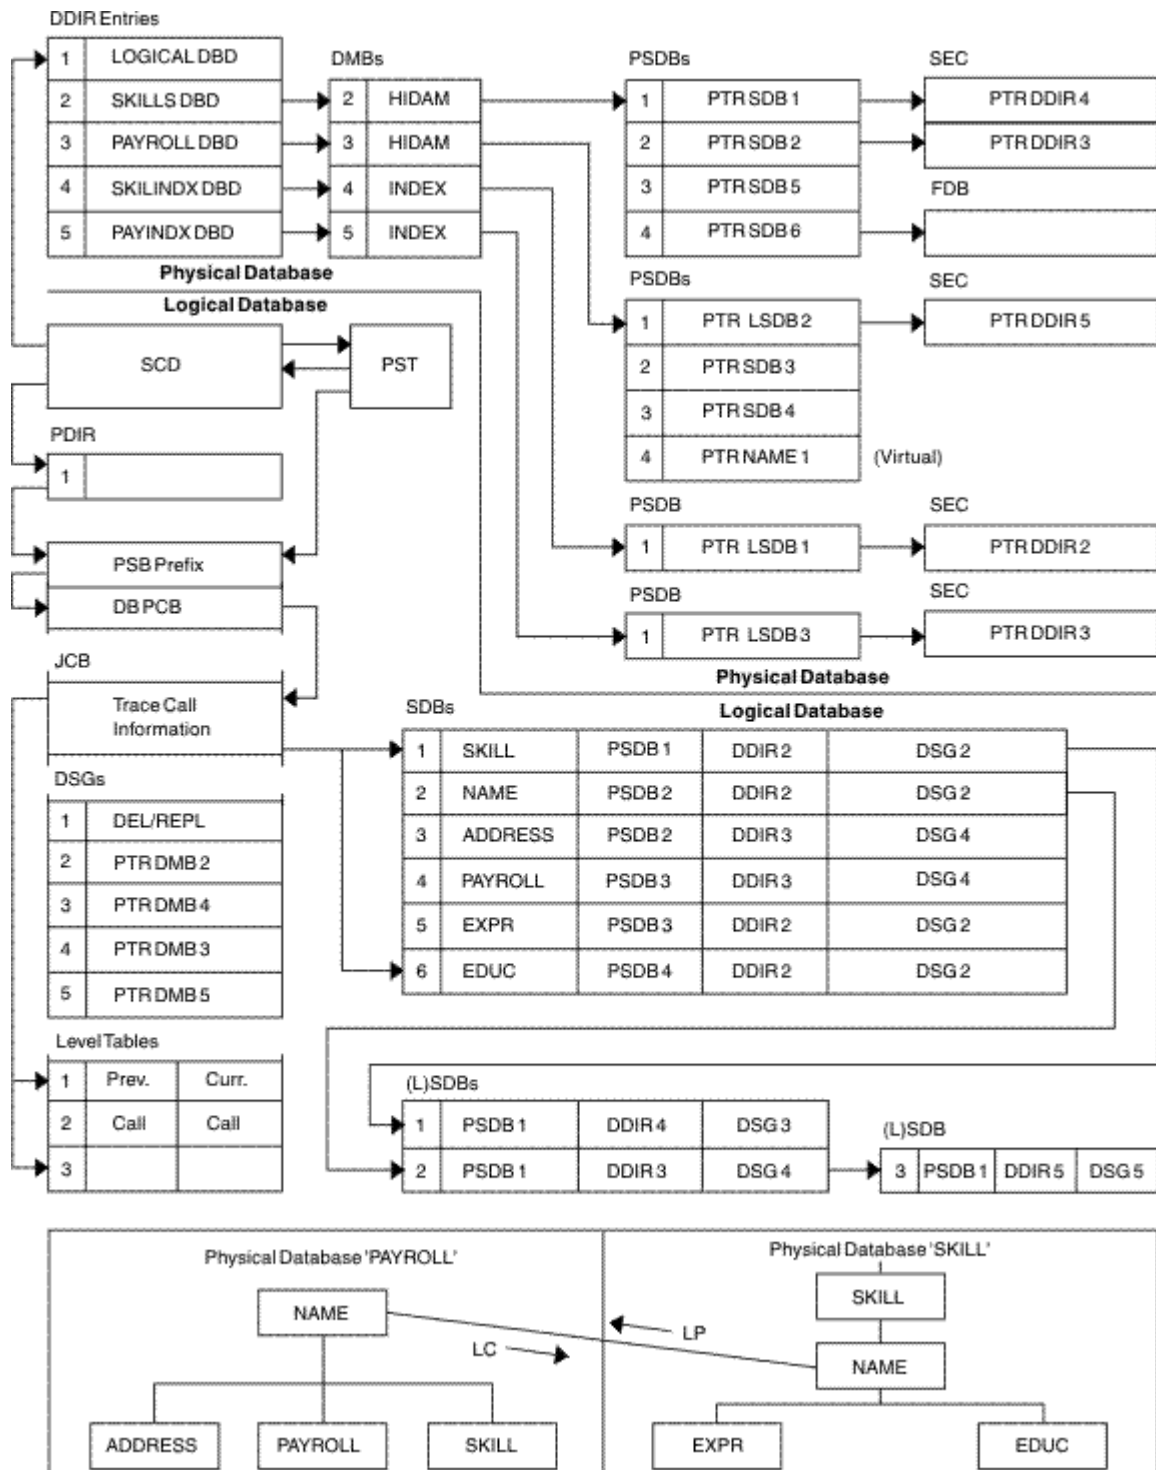 DDIR Entries
1 LOGICAL DBD
2 SKILLS DBD
3 PAYROLL DBD
4 SKILINDX DBD
5 PAYINDX DBD
DMBs
2 HIDAM
3 HIDAM
4 INDEX
5 INDEX
PSDBs
1 PTR SDB 1
2 PTR SDB 2
3 PTR SDB 5
4 PTR SDB 6
SEC
PTR DDIR 4
PTR DDIR 3
FDB
Physical Database
Logical Database
PSDBs
1 PTR LSDB 2
2 PTR SDB 3
3 PTR SDB 4
4 PTR NAME 1 (Virtual)
SEC
PTR DDIR 5
SCD
PST
PDIR
1
PSB Prefix
DB PCB
PSDB
1 PTR LSDB 1
SEC
PTR DDIR 2
PSDB
1 PTR LSDB 3
SEC
PTR DDIR 3
Physical Database
Logical Database
JCB
Trace Call
Information
SDBs
1 SKILL PSDB 1 DDIR 2 DSG 2
2 NAME PSDB 2 DDIR 2 DSG 2
3 ADDRESS PSDB 2 DDIR 3 DSG 4
4 PAYROLL PSDB 3 DDIR 3 DSG 4
5 EXPR PSDB 3 DDIR 2 DSG 2
6 EDUC PSDB 4 DDIR 2 DSG 2
DSGs
1 DEL/REPL
2 PTR DMB 2
3 PTR DMB 4
4 PTR DMB 3
5 PTR DMB 5
Level Tables
1 Prev. Curr.
2 Call Call
3
(L)SDBs
1 PSDB 1 DDIR 4 DSG 3
2 PSDB 1 DDIR 3 DSG 4
(L)SDB
3 PSDB 1 DDIR 5 DSG 5
Physical Database 'PAYROLL'
NAME
LC
ADDRESS PAYROLL SKILL
Physical Database 'SKILL'
SKILL
LP
NAME
EXPR EDUC